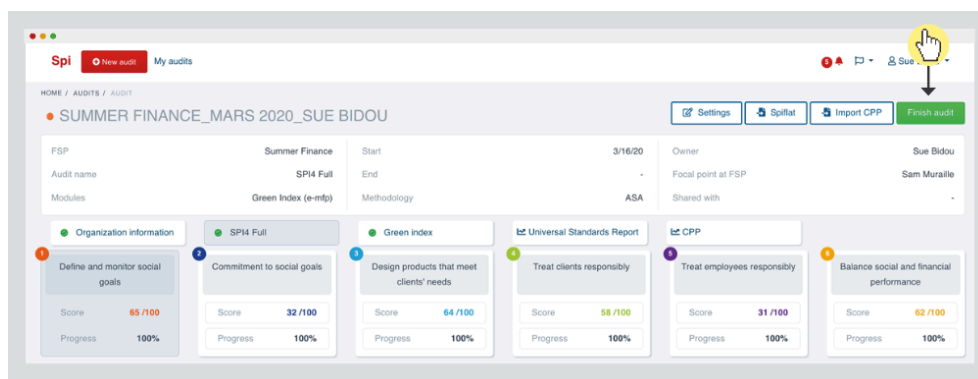 Spi New audit My audits 5 Sue
HOME / AUDITS / AUDIT
SUMMER FINANCE_MARS 2020_SUE BIDOU
Settings Spiflat Import CPP Finish audit
FSP Summer Finance Start 3/16/20 Owner Sue Bidou
Audit name SPI4 Full End - Focal point at FSP Sam Muraille
Modules Green Index (e-mfp) Methodology ASA Shared with -
Organization information SPI4 Full Green index Universal Standards Report CPP
1 2 3 4 5 6
Define and monitor social Commitment to social goals Design products that meet Treat clients responsibly Treat employees responsibly Balance social and financial
goals clients' needs performance
Score 65 /100 Score 32 /100 Score 64 /100 Score 58 /100 Score 31 /100 Score 62 /100
Progress 100% Progress 100% Progress 100% Progress 100% Progress 100% Progress 100%